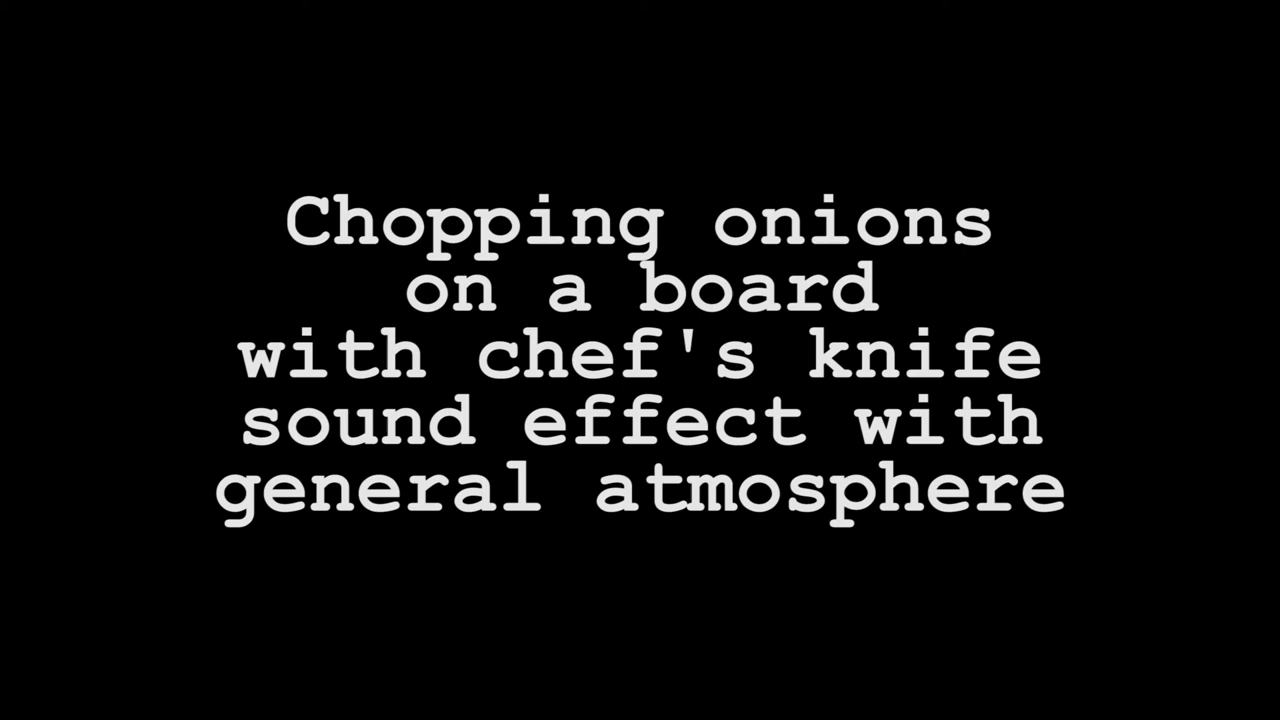 Chopping onions
on a board
with chef's knife
sound effect with
general atmosphere